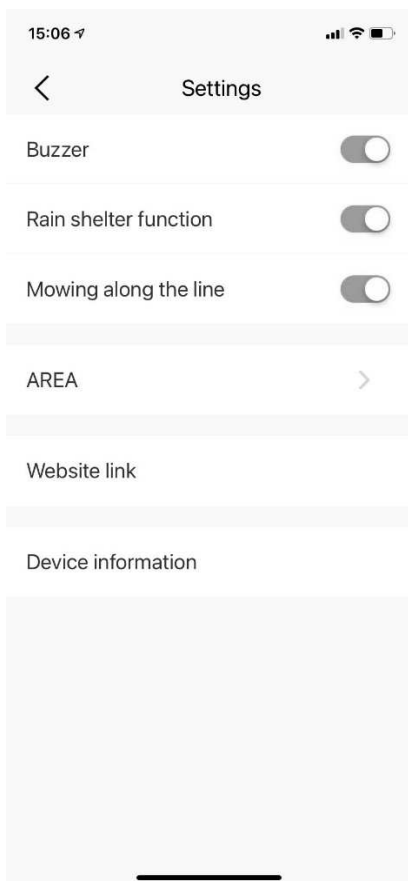 15:06
Settings
Buzzer
Rain shelter function
Mowing along the line
AREA
Website link
Device information